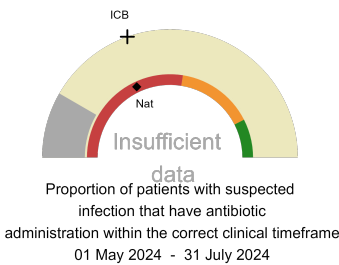 ICB
Nat
Insufficient
data
Proportion of patients with suspected
infection that have antibiotic
administration within the correct clinical timeframe
01 May 2024 - 31 July 2024